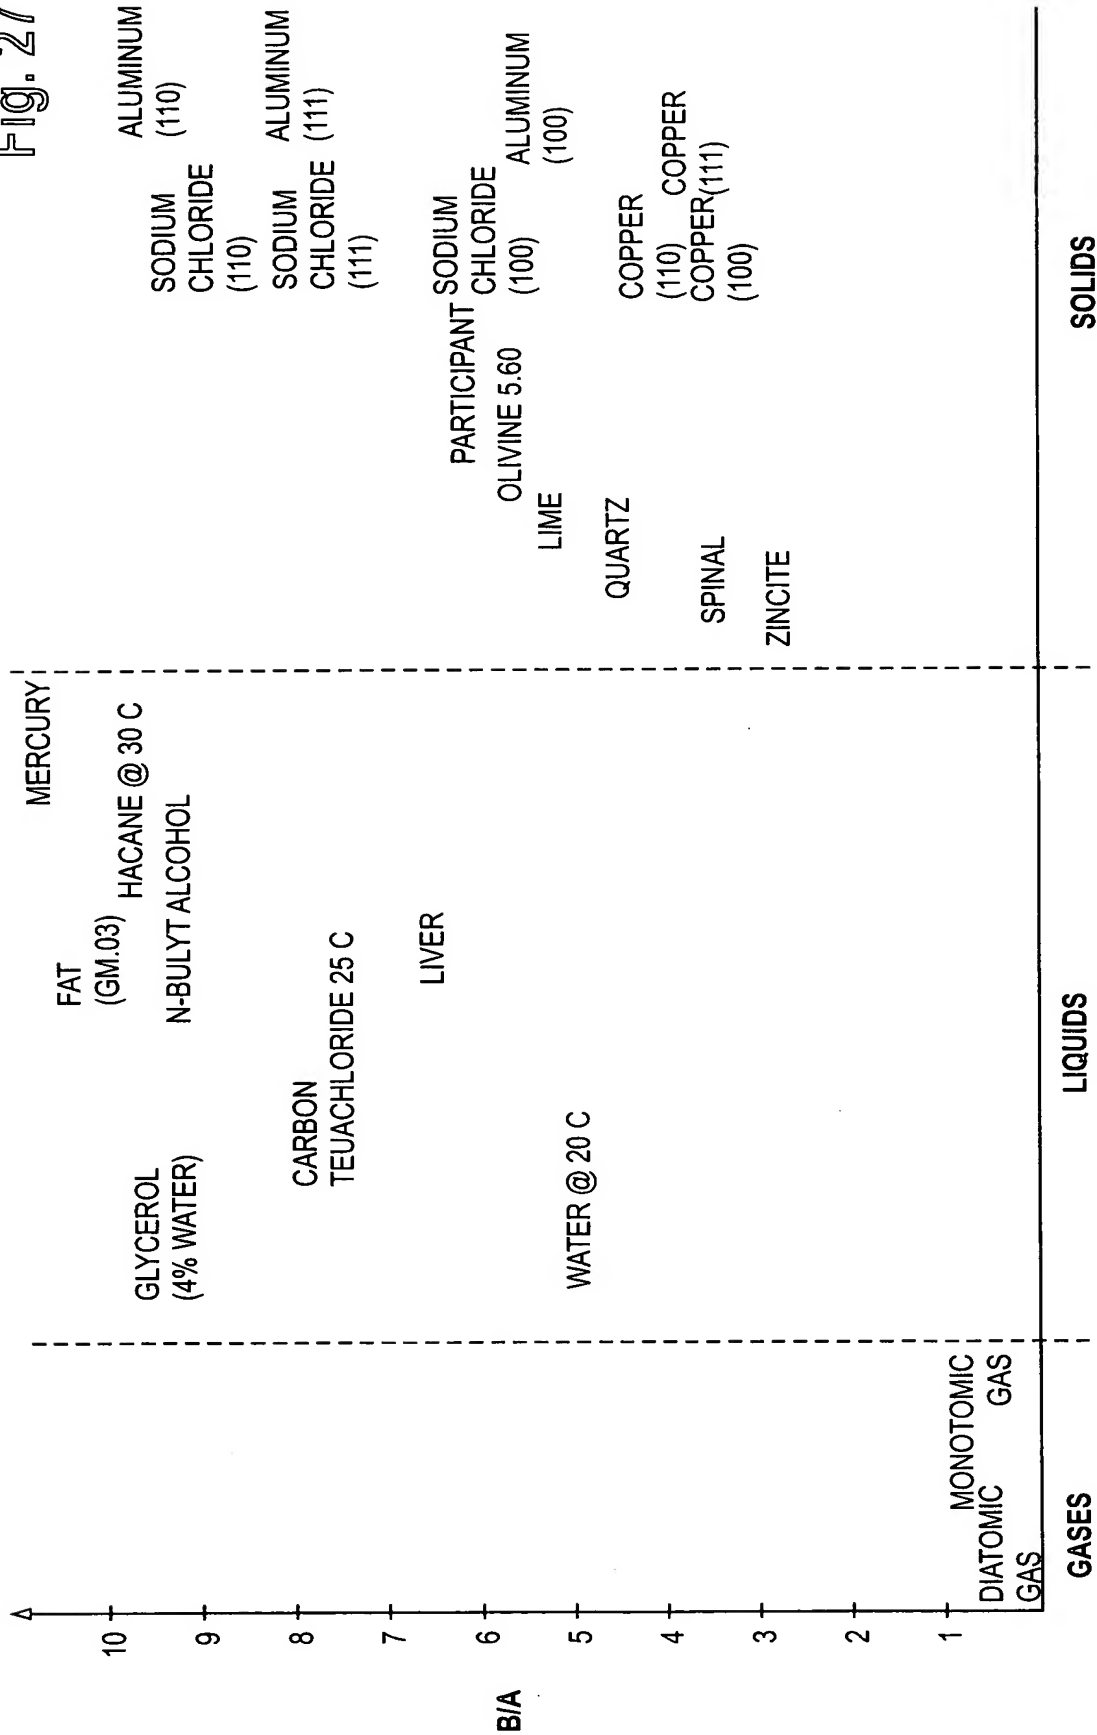 Fig. 27
B/A
10
9
8
7
6
5
4
3
2
1
DIATOMIC
GAS
MONOTOMIC
GAS
GASES
GLYCEROL
(4% WATER)
FAT
(GM.03)
MERCURY
HACANE @ 30 C
N-BULYT ALCOHOL
CARBON
TEUACHLORIDE 25 C
LIVER
WATER @ 20 C
LIQUIDS
ALUMINUM
(110)
SODIUM
CHLORIDE
(110)
ALUMINUM
(111)
SODIUM
CHLORIDE
(111)
SODIUM
CHLORIDE
(100)
ALUMINUM
(100)
PARTICIPANT
OLIVINE 5.60
LIME
QUARTZ
COPPER
(110)
COPPER
(111)
COPPER
(100)
SPINAL
ZINCITE
SOLIDS